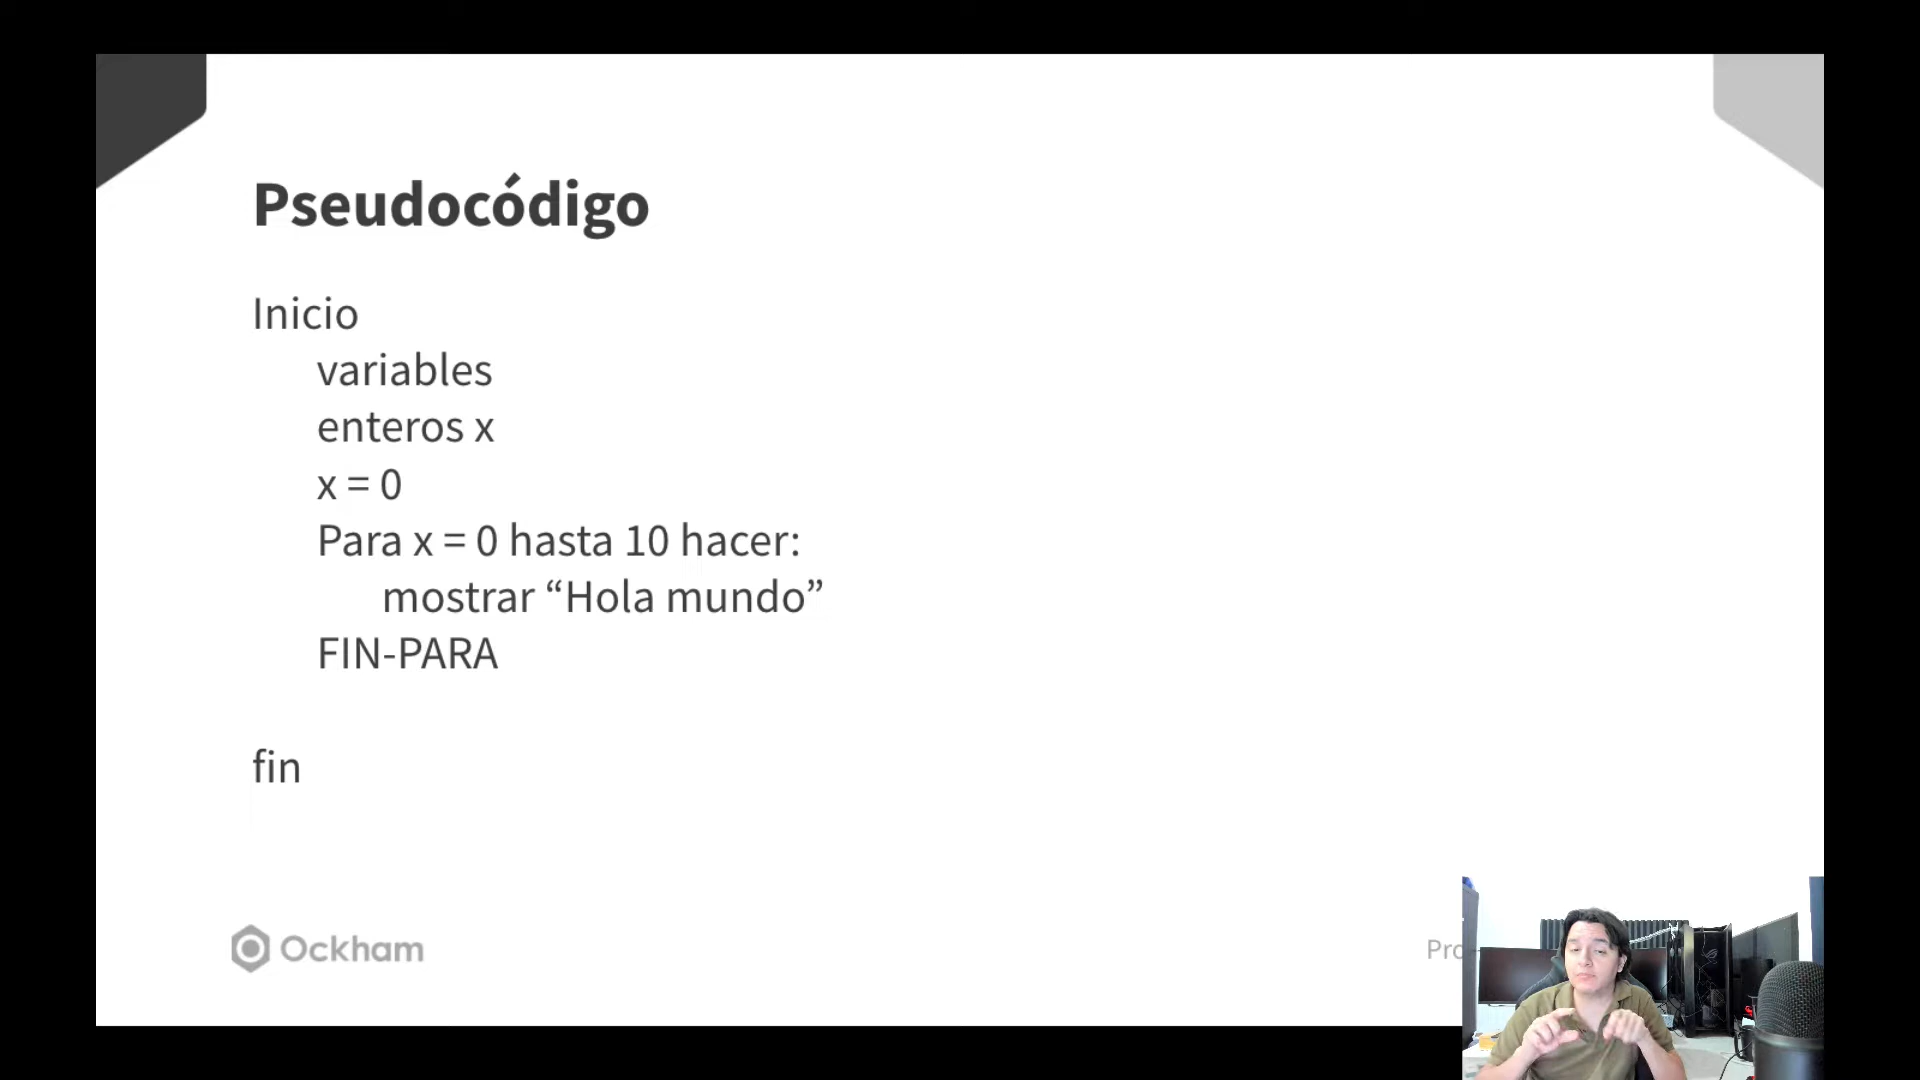 Pseudocódigo
Inicio
variables
enteros x
x = 0
Para x = 0 hasta 10 hacer:
mostrar “Hola mundo”
FIN-PARA
fin
Ockham